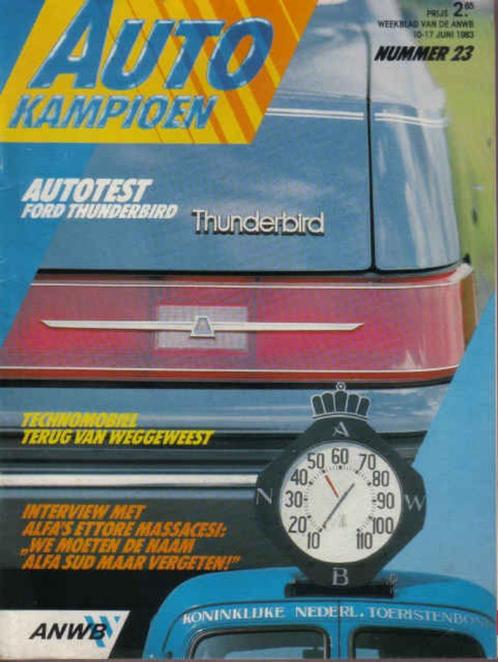 AUTO
KAMPIOEN
PRIJS 2.65
WEEKBLAD VAN DE ANWB
10-17 JUNI 1983
NUMMER 23
AUTOTEST
FORD THUNDERBIRD
Thunderbird
TECHNOMOBIEL
TERUG VAN WEGGEWEEST
INTERVIEW MET
ALFA'S ETTORE MASSACESI:
„WE MOETEN DE NAAM
ALFA SUD MAAR VERGETEN!"
A
N W
B
10 20 30 40 50 60 70 80 90 100 110
KONINKLIJKE NEDERL. TOERISTENBON
ANWB